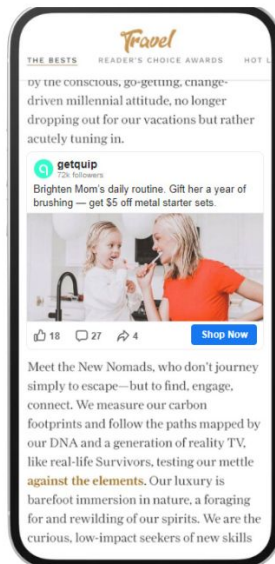 Travel
THE BESTS READER'S CHOICE AWARDS HOT L
by the conscious, go-getting, change-
driven millennial attitude, no longer
dropping out for our vacations but rather
acutely tuning in.
getquip
72k followers
Brighten Mom's daily routine. Gift her a year of
brushing — get $5 off metal starter sets.
18 27 4 Shop Now
Meet the New Nomads, who don't journey
simply to escape—but to find, engage,
connect. We measure our carbon
footprints and follow the paths mapped by
our DNA and a generation of reality TV,
like real-life Survivors, testing our mettle
against the elements. Our luxury is
barefoot immersion in nature, a foraging
for and rewilding of our spirits. We are the
curious, low-impact seekers of new skills